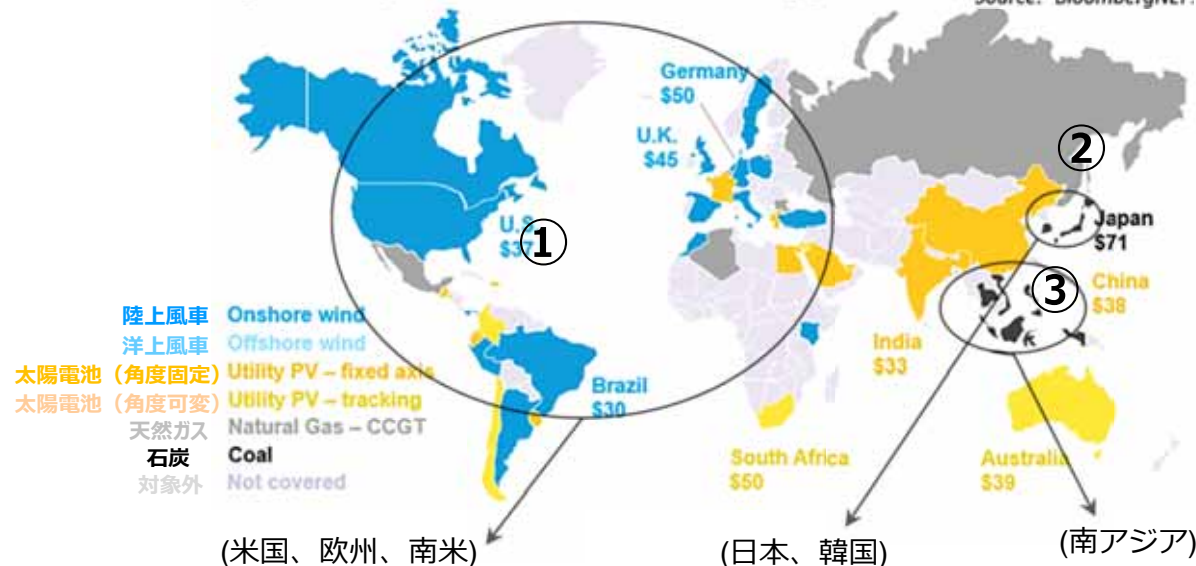 Source: BloombergNEF.
Germany
$50
U.K.
$45
②
U.S.
$37
①
Japan
$71
③
China
$38
India
$33
Brazil
$30
South Africa
$50
Australia
$39
陸上風車 Onshore wind
洋上風車 Offshore wind
太陽電池（角度固定） Utility PV – fixed axis
太陽電池（角度可変） Utility PV – tracking
天然ガス Natural Gas – CCGT
石炭 Coal
対象外 Not covered
(米国、欧州、南米)
(日本、韓国)
(南アジア)